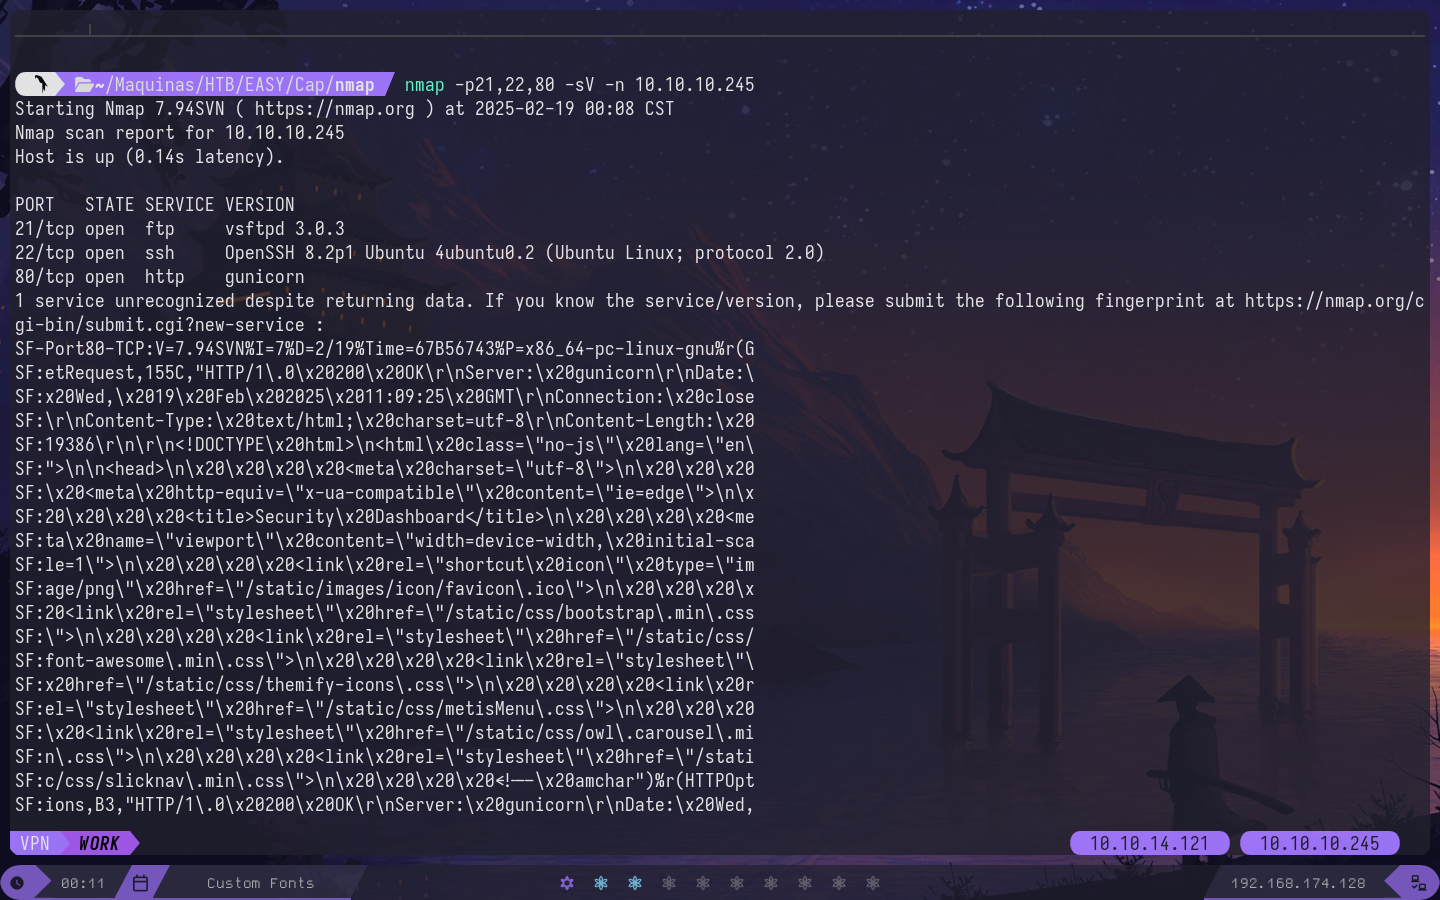 ~/Maquinas/HTB/EASY/Cap/nmap nmap -p21,22,80 -sV -n 10.10.10.245
Starting Nmap 7.94SVN ( https://nmap.org ) at 2025-02-19 00:08 CST
Nmap scan report for 10.10.10.245
Host is up (0.14s latency).
PORT   STATE SERVICE VERSION
21/tcp open  ftp     vsftpd 3.0.3
22/tcp open  ssh     OpenSSH 8.2p1 Ubuntu 4ubuntu0.2 (Ubuntu Linux; protocol 2.0)
80/tcp open  http    gunicorn
1 service unrecognized despite returning data. If you know the service/version, please submit the following fingerprint at https://nmap.org/c
gi-bin/submit.cgi?new-service :
SF-Port80-TCP:V=7.94SVN%I=7%D=2/19%Time=67B56743%P=x86_64-pc-linux-gnu%r(G
SF:etRequest,155C,"HTTP/1\.0\x20200\x20OK\r\nServer:\x20gunicorn\r\nDate:\
SF:x20Wed,\x2019\x20Feb\x202025\x2011:09:25\x20GMT\r\nConnection:\x20close
SF:\r\nContent-Type:\x20text/html;\x20charset=utf-8\r\nContent-Length:\x20
SF:19386\r\n\r\n<!DOCTYPE\x20html>\n<html\x20class=\"no-js\"\x20lang=\"en\
SF:">\n\n<head>\n\x20\x20\x20\x20<meta\x20charset=\"utf-8\">\n\x20\x20\x20
SF:\x20<meta\x20http-equiv=\"x-ua-compatible\"\x20content=\"ie=edge\">\n\x
SF:20\x20\x20\x20<title>Security\x20Dashboard</title>\n\x20\x20\x20\x20<me
SF:ta\x20name=\"viewport\"\x20content=\"width=device-width,\x20initial-sca
SF:le=1\">\n\x20\x20\x20\x20<link\x20rel=\"shortcut\x20icon\"\x20type=\"im
SF:age/png\"\x20href=\"/static/images/icon/favicon\.ico\">\n\x20\x20\x20\x
SF:20<link\x20rel=\"stylesheet\"\x20href=\"/static/css/bootstrap\.min\.css
SF:\">\n\x20\x20\x20\x20<link\x20rel=\"stylesheet\"\x20href=\"/static/css/
SF:font-awesome\.min\.css\">\n\x20\x20\x20\x20<link\x20rel=\"stylesheet\"\
SF:x20href=\"/static/css/themify-icons\.css\">\n\x20\x20\x20\x20<link\x20r
SF:el=\"stylesheet\"\x20href=\"/static/css/metisMenu\.css\">\n\x20\x20\x20
SF:\x20<link\x20rel=\"stylesheet\"\x20href=\"/static/css/owl\.carousel\.mi
SF:n\.css\">\n\x20\x20\x20\x20<link\x20rel=\"stylesheet\"\x20href=\"/stati
SF:c/css/slicknav\.min\.css\">\n\x20\x20\x20\x20<!--\x20amchar")%r(HTTPOpt
SF:ions,B3,"HTTP/1\.0\x20200\x20OK\r\nServer:\x20gunicorn\r\nDate:\x20Wed,
VPN WORK 10.10.14.121 10.10.10.245
00:11 Custom Fonts 192.168.174.128